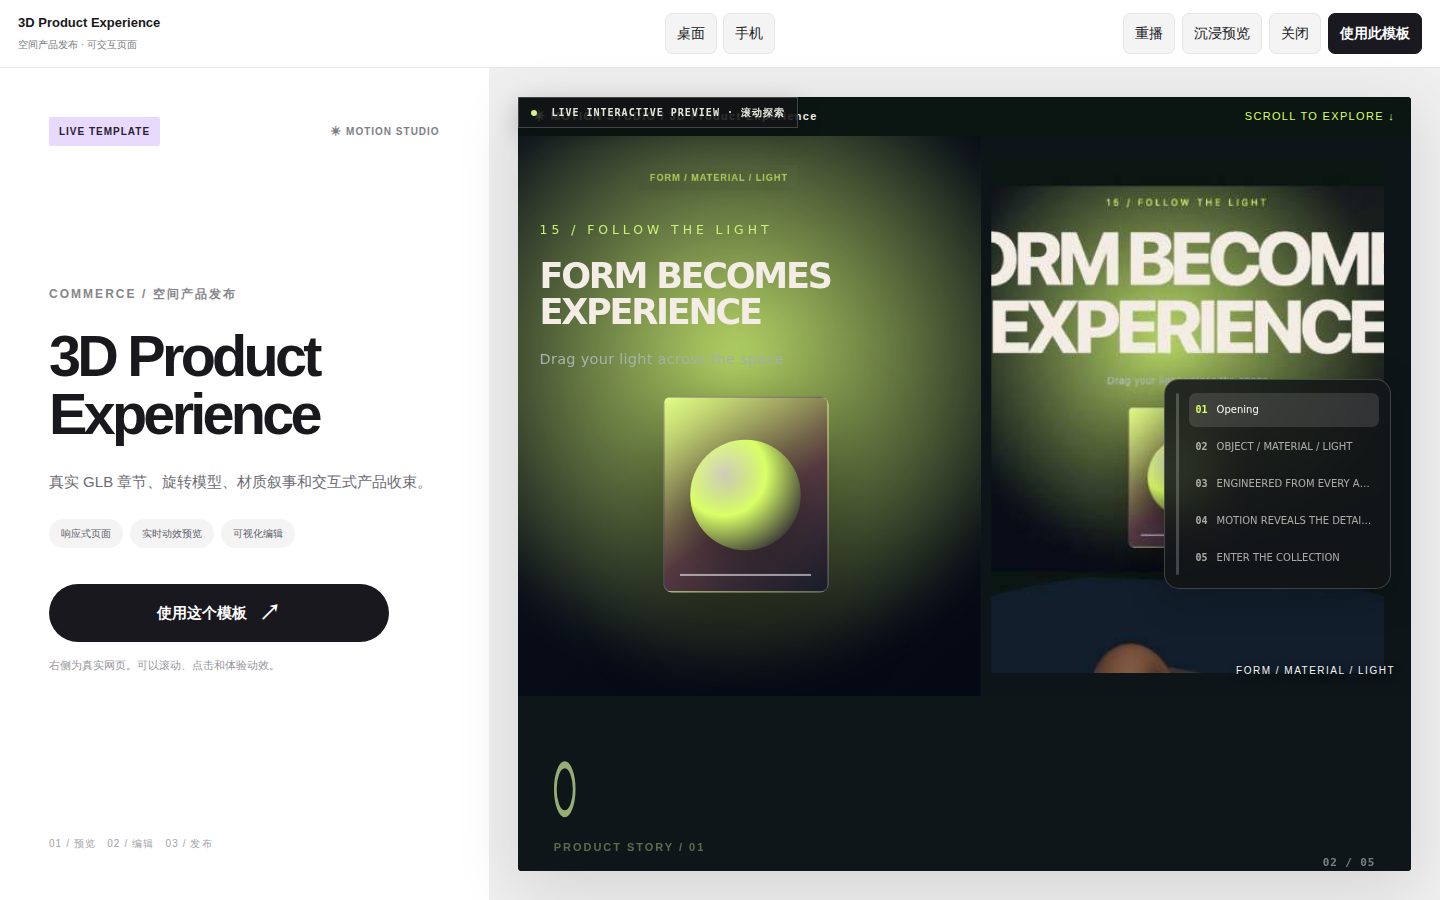 3D Product Experience
空间产品发布 · 可交互页面
桌面
手机
重播
沉浸预览
关闭
使用此模板
LIVE TEMPLATE
✷ MOTION STUDIO
COMMERCE / 空间产品发布
3D Product
Experience
真实 GLB 章节、旋转模型、材质叙事和交互式产品收束。
响应式页面
实时动效预览
可视化编辑
使用这个模板 ↗
右侧为真实网页。可以滚动、点击和体验动效。
01 / 预览 02 / 编辑 03 / 发布
LIVE INTERACTIVE PREVIEW · 滚动探索
SCROLL TO EXPLORE ↓
FORM / MATERIAL / LIGHT
15 / FOLLOW THE LIGHT
FORM BECOMES
EXPERIENCE
Drag your light across the space
16 / FOLLOW THE LIGHT
ORM BECOME
EXPERIENCE
Drag your
01 Opening
02 OBJECT / MATERIAL / LIGHT
03 ENGINEERED FROM EVERY A...
04 MOTION REVEALS THE DETAI...
05 ENTER THE COLLECTION
FORM / MATERIAL / LIGHT
0
PRODUCT STORY / 01
02 / 05